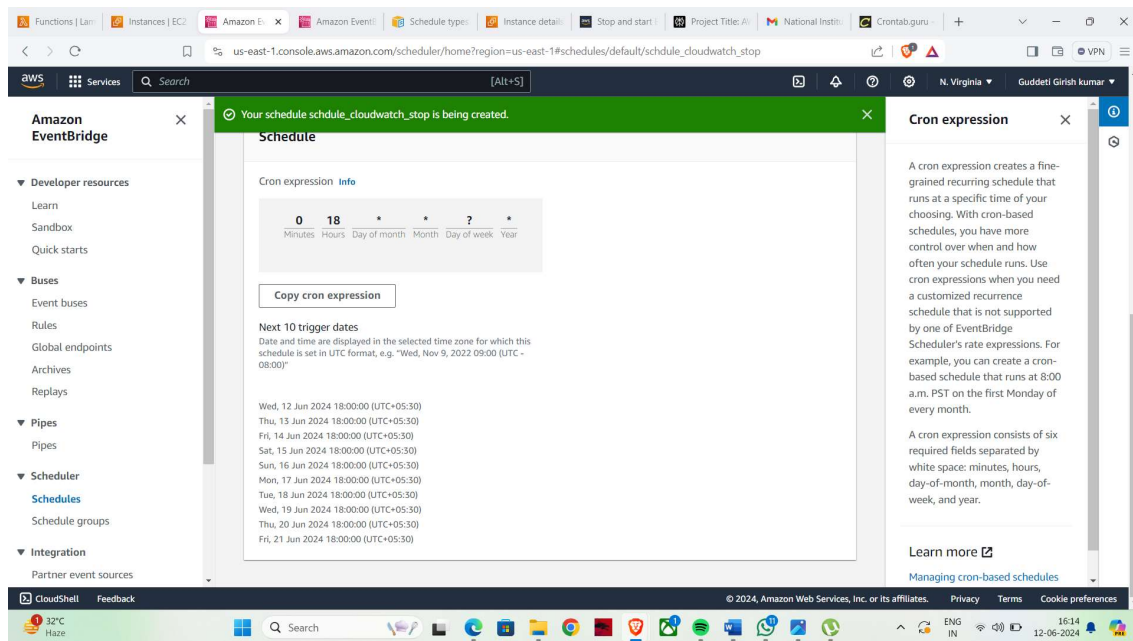 Functions | Lam
Instances | EC2
Amazon Ev
Amazon EventB
Schedule types
Instance details
Stop and start
Project Title: A
National Institu
Crontab.guru
us-east-1.console.aws.amazon.com/scheduler/home?region=us-east-1#schedules/default/schdule_cloudwatch_stop
VPN
aws
Services
Search
[Alt+S]
N. Virginia
Guddeti Girish kumar
Amazon
EventBridge
Developer resources
Learn
Sandbox
Quick starts
Buses
Event buses
Rules
Global endpoints
Archives
Replays
Pipes
Pipes
Scheduler
Schedules
Schedule groups
Integration
Partner event sources
Your schedule schdule_cloudwatch_stop is being created.
Schedule
Cron expression Info
0 18 * * ? *
Minutes Hours Day of month Month Day of week Year
Copy cron expression
Next 10 trigger dates
Date and time are displayed in the selected time zone for which this
schedule is set in UTC format, e.g. "Wed, Nov 9, 2022 09:00 (UTC -
08:00)"
Wed, 12 Jun 2024 18:00:00 (UTC+05:30)
Thu, 13 Jun 2024 18:00:00 (UTC+05:30)
Fri, 14 Jun 2024 18:00:00 (UTC+05:30)
Sat, 15 Jun 2024 18:00:00 (UTC+05:30)
Sun, 16 Jun 2024 18:00:00 (UTC+05:30)
Mon, 17 Jun 2024 18:00:00 (UTC+05:30)
Tue, 18 Jun 2024 18:00:00 (UTC+05:30)
Wed, 19 Jun 2024 18:00:00 (UTC+05:30)
Thu, 20 Jun 2024 18:00:00 (UTC+05:30)
Fri, 21 Jun 2024 18:00:00 (UTC+05:30)
Cron expression
A cron expression creates a fine-
grained recurring schedule that
runs at a specific time of your
choosing. With cron-based
schedules, you have more
control over when and how
often your schedule runs. Use
cron expressions when you need
a customized recurrence
schedule that is not supported
by one of EventBridge
Scheduler's rate expressions. For
example, you can create a cron-
based schedule that runs at 8:00
a.m. PST on the first Monday of
every month.
A cron expression consists of six
required fields separated by
white space: minutes, hours,
day-of-month, month, day-of-
week, and year.
Learn more
Managing cron-based schedules
CloudShell Feedback
© 2024, Amazon Web Services, Inc. or its affiliates. Privacy Terms Cookie preferences
32°C
Haze
Search
ENG
IN
16:14
12-06-2024